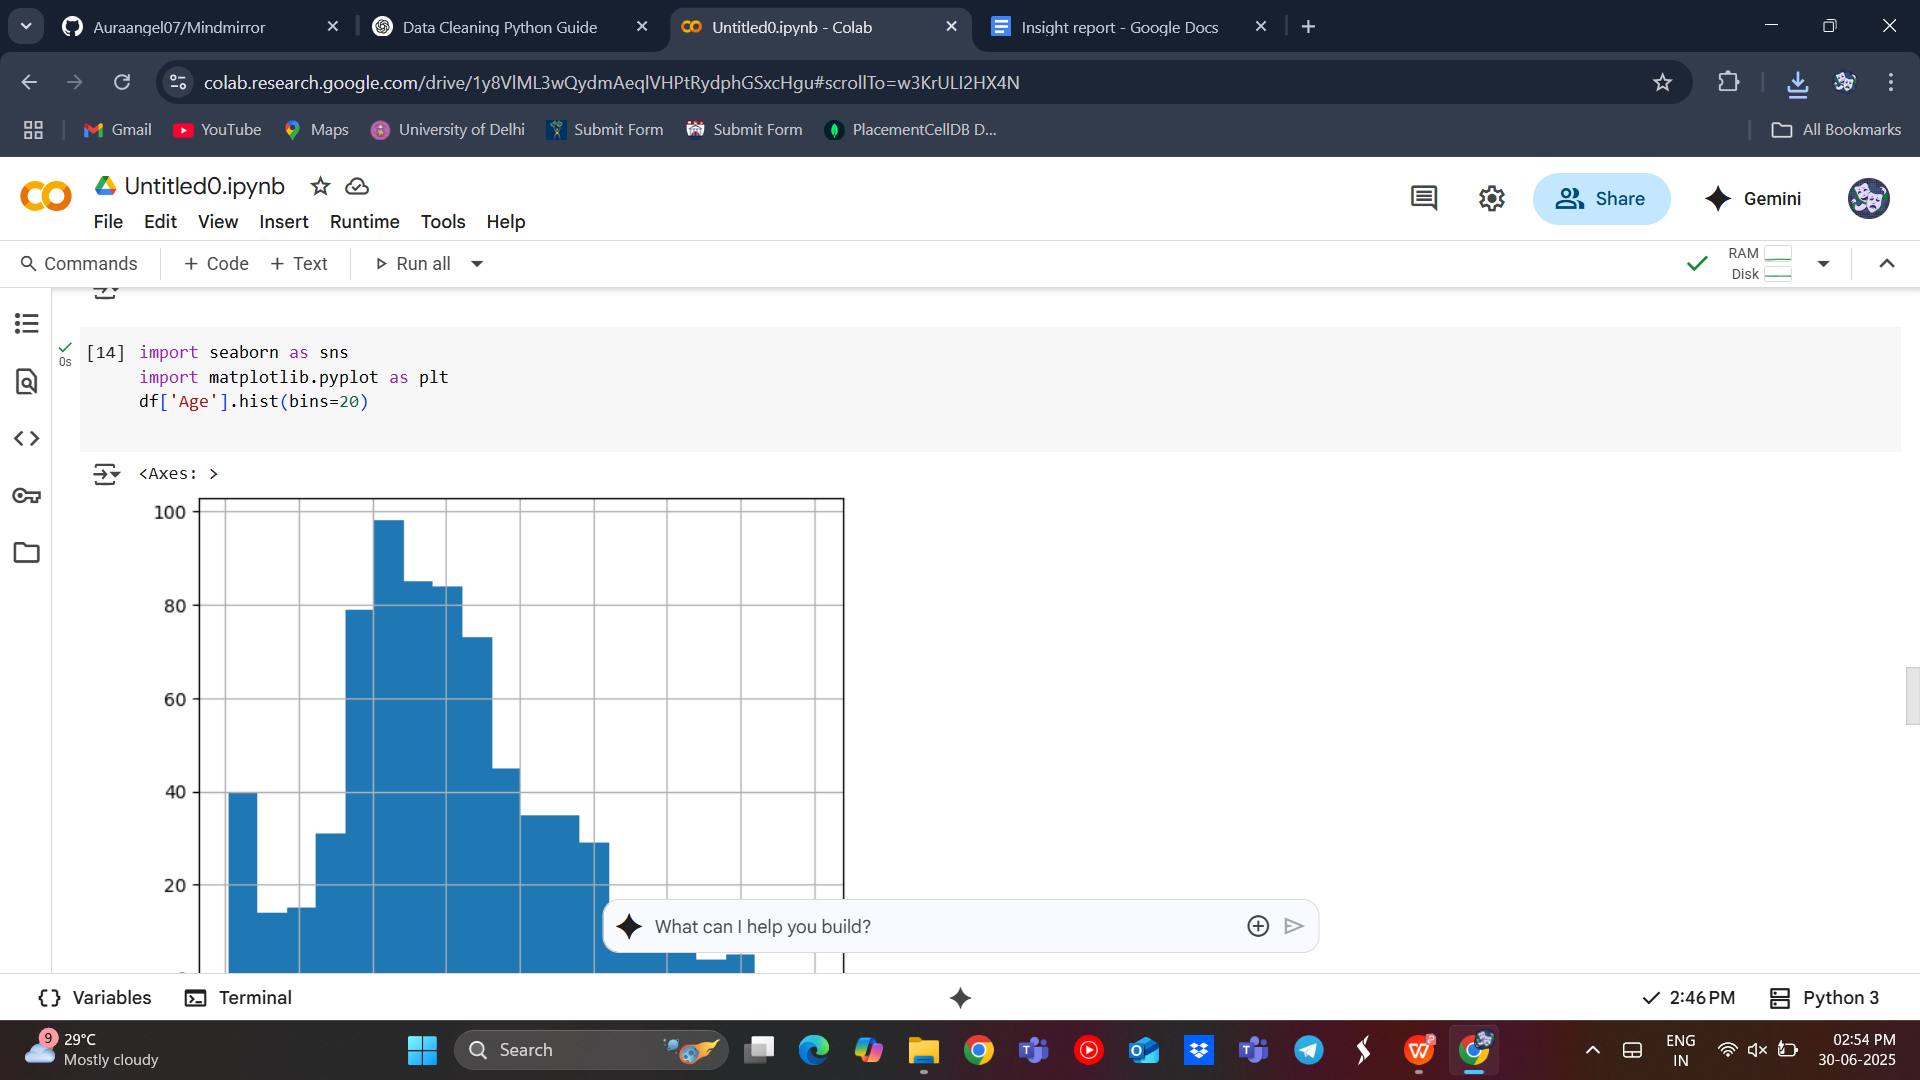 Auraangel07/Mindmirror
Data Cleaning Python Guide
Untitled0.ipynb - Colab
Insight report - Google Docs
colab.research.google.com/drive/1y8VlML3wQydmAeqlVHPtRydphGSxcHgu#scrollTo=w3KrULI2HX4N
Gmail
YouTube
Maps
University of Delhi
Submit Form
Submit Form
PlacementCellDB D...
All Bookmarks
Untitled0.ipynb
File Edit View Insert Runtime Tools Help
Share
Gemini
Commands
+ Code
+ Text
Run all
RAM
Disk
0s
[14] import seaborn as sns
import matplotlib.pyplot as plt
df['Age'].hist(bins=20)
<Axes: >
100
80
60
40
20
What can I help you build?
Variables
Terminal
2:46 PM
Python 3
9
29°C
Mostly cloudy
Search
ENG
IN
02:54 PM
30-06-2025